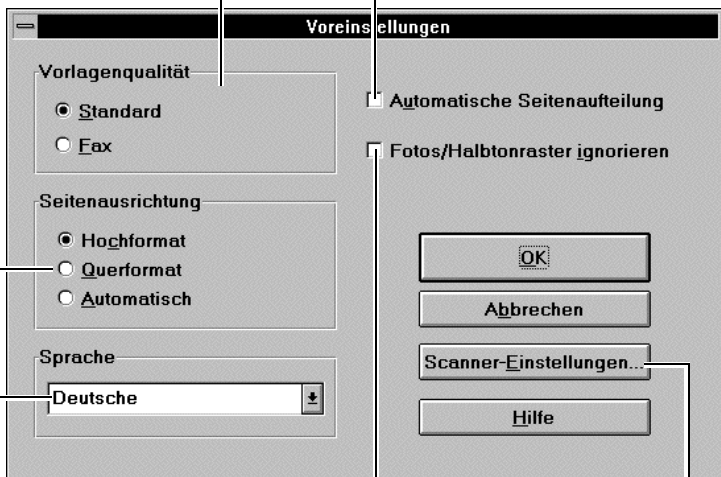 Voreinstellungen
Vorlagenqualität
Standard
Fax
Automatische Seitenaufteilung
Fotos/Halbtonraster ignorieren
Seitenausrichtung
Hochformat
Querformat
Automatisch
Sprache
Deutsche
OK
Abbrechen
Scanner-Einstellungen...
Hilfe